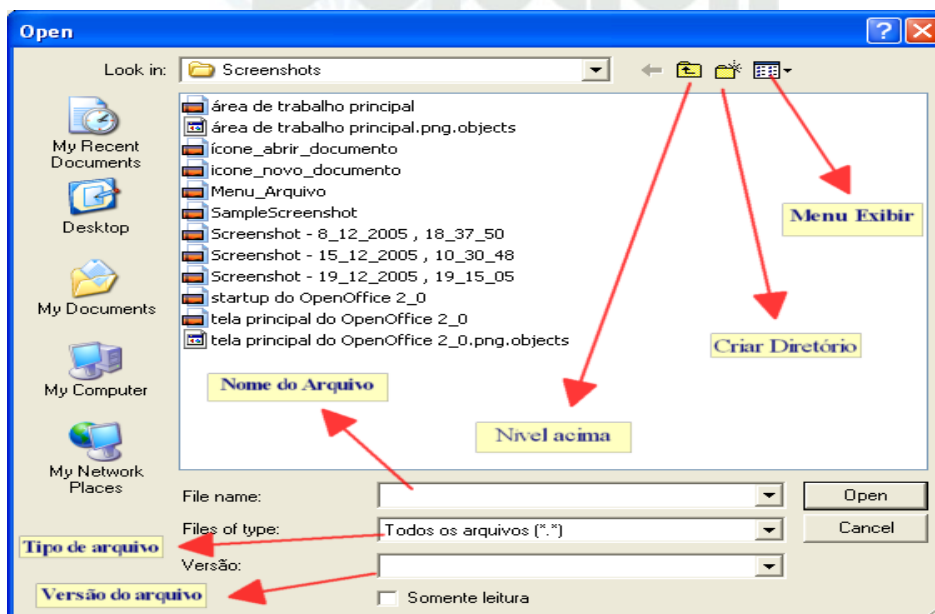 Open
Look in: Screenshots
My Recent
Documents
Desktop
My Documents
My Computer
My Network
Places
área de trabalho principal
área de trabalho principal.png.objects
ícone_abrir_documento
icone_novo_documento
Menu_Arquivo
SampleScreenshot
Screenshot - 8_12_2005 , 18_37_50
Screenshot - 15_12_2005 , 10_30_48
Screenshot - 19_12_2005 , 19_15_05
startup do OpenOffice 2_0
tela principal do OpenOffice 2_0
tela principal do OpenOffice 2_0.png.objects
Menu Exibir
Criar Diretório
Nome do Arquivo
Nivel acima
File name:
Open
Files of type: Todos os arquivos (*.*)
Cancel
Tipo de arquivo
Versão:
Versão do arquivo
Somente leitura